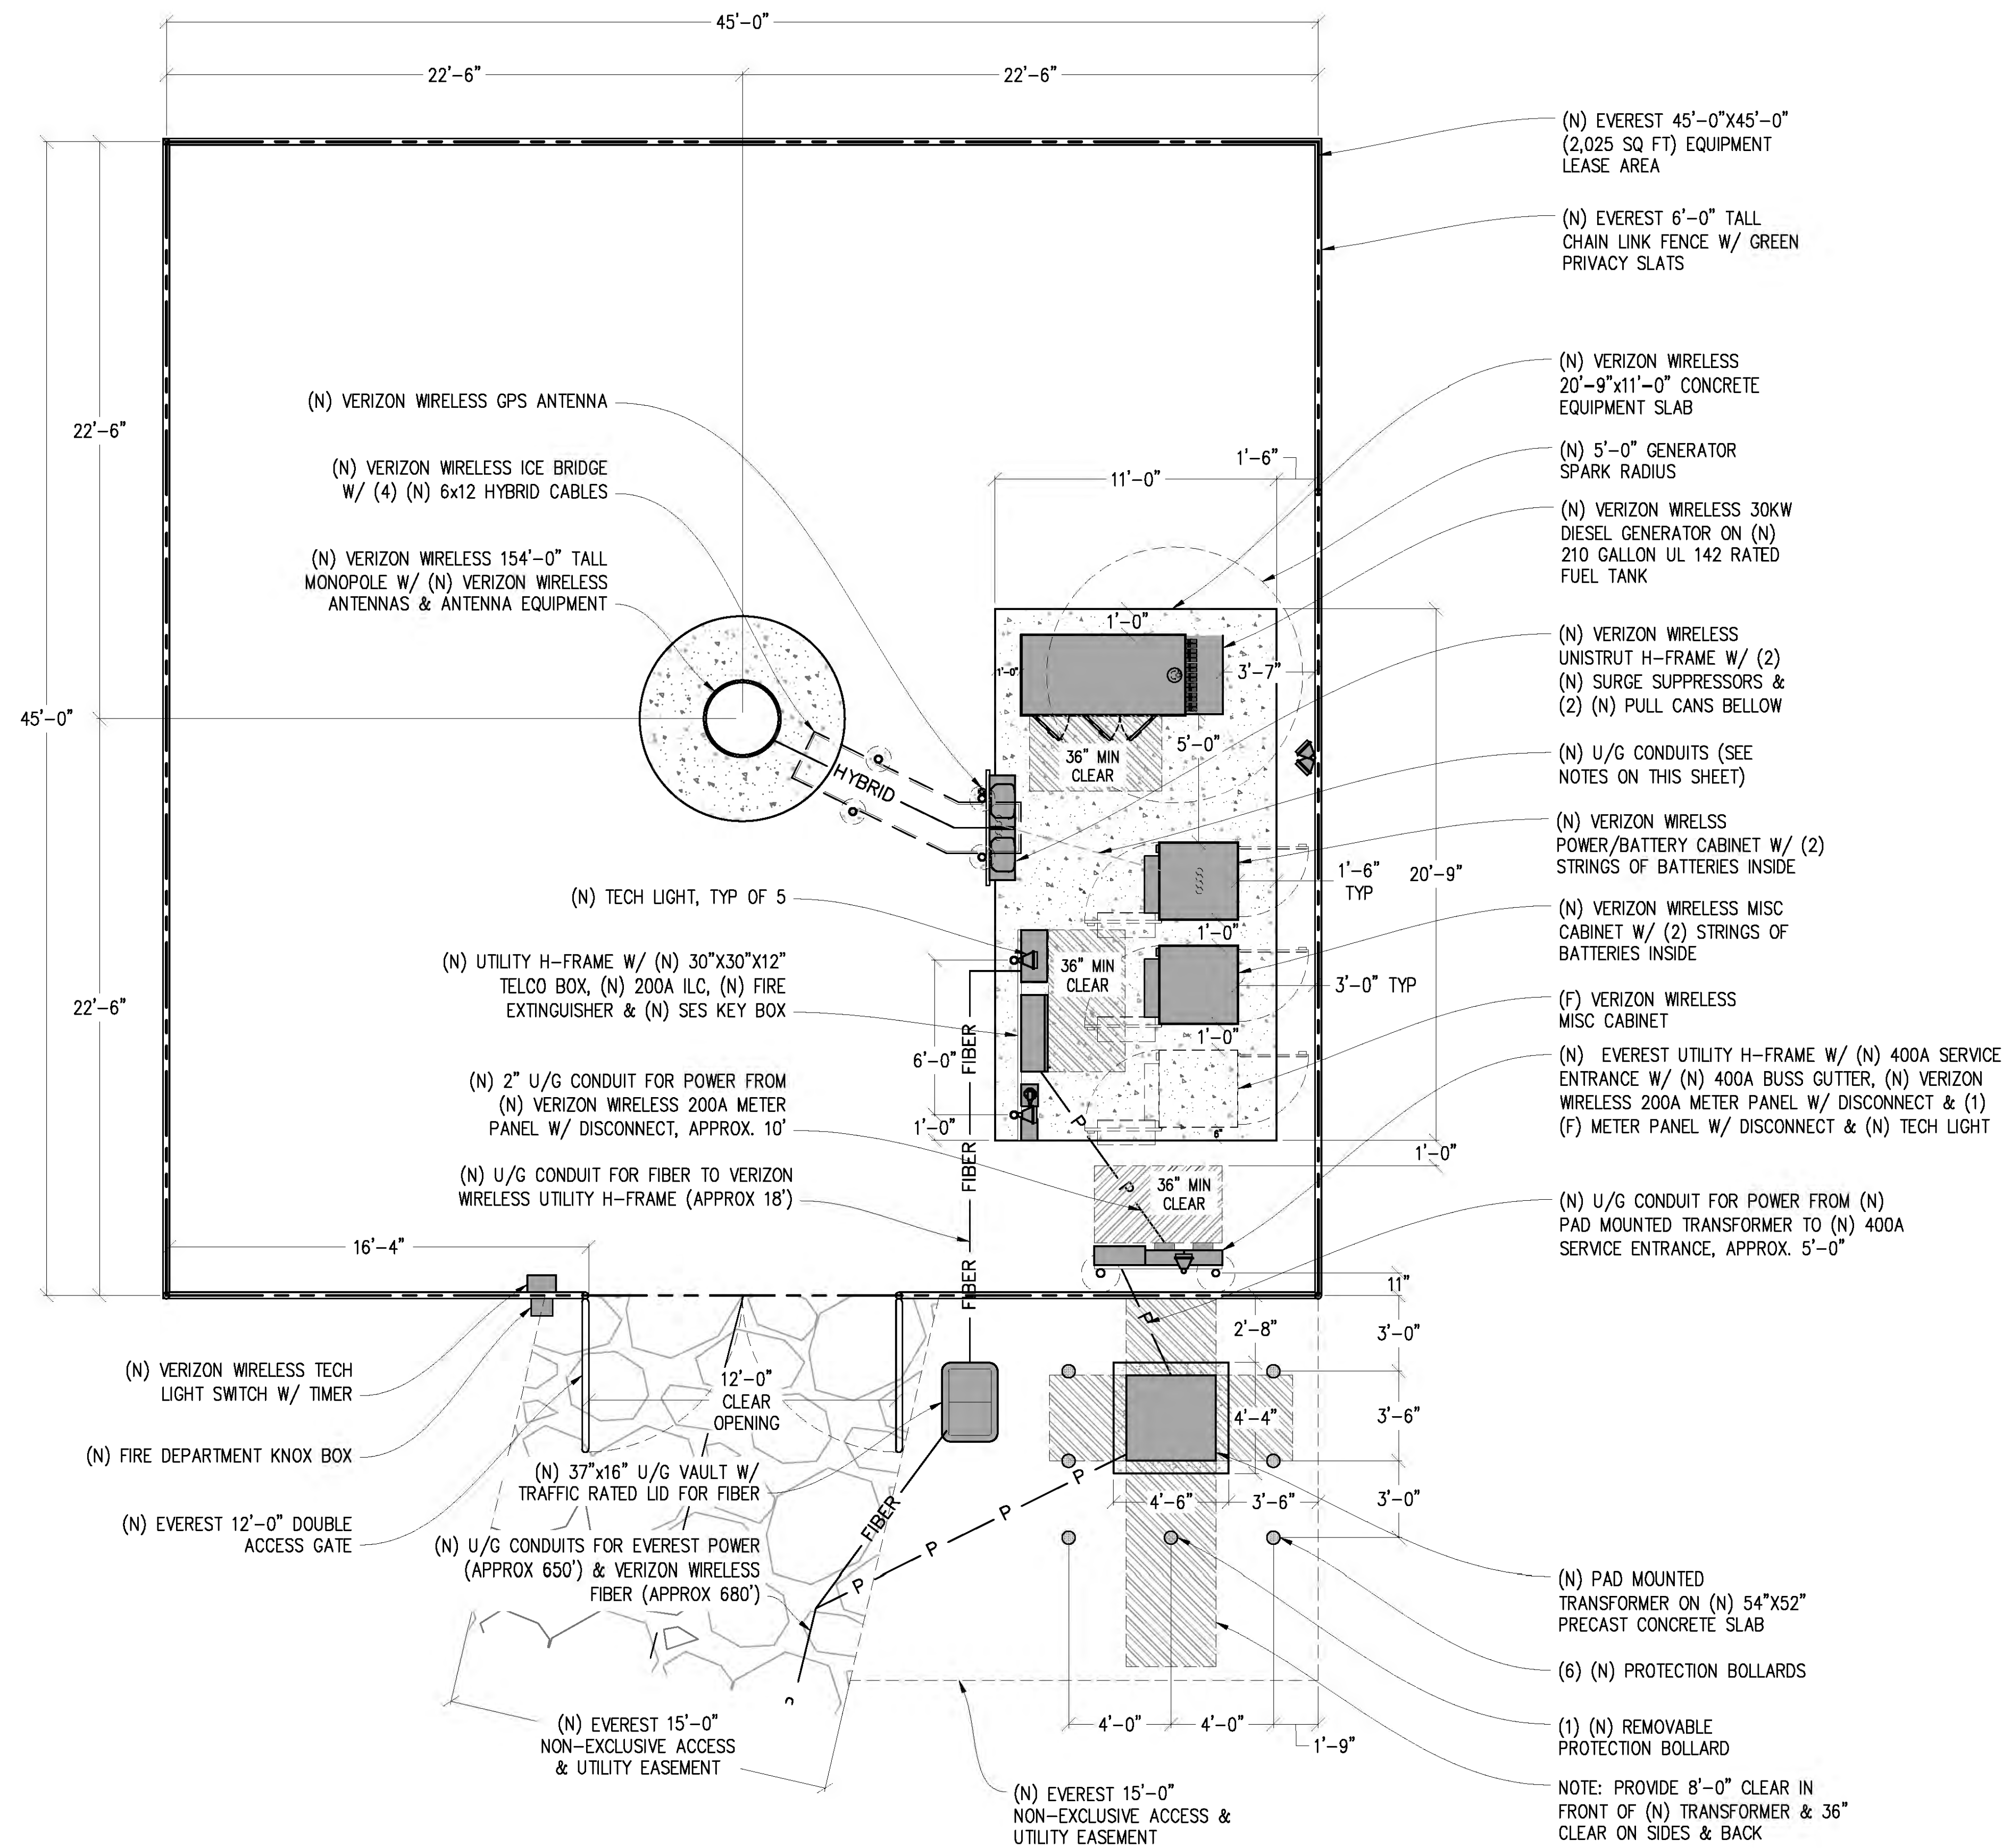 45'-0"
22'-6"
22'-6"
(N) EVEREST 45'-0"X45'-0"
(2,025 SQ FT) EQUIPMENT
LEASE AREA
(N) EVEREST 6'-0" TALL
CHAIN LINK FENCE W/ GREEN
PRIVACY SLATS
(N) VERIZON WIRELESS
20'-9"x11'-0" CONCRETE
EQUIPMENT SLAB
(N) 5'-0" GENERATOR
SPARK RADIUS
(N) VERIZON WIRELESS 30KW
DIESEL GENERATOR ON (N)
210 GALLON UL 142 RATED
FUEL TANK
(N) VERIZON WIRELESS
UNISTRUT H-FRAME W/ (2)
(N) SURGE SUPPRESSORS &
(2) (N) PULL CANS BELLOW
(N) U/G CONDUITS (SEE
NOTES ON THIS SHEET)
(N) VERIZON WIRELSS
POWER/BATTERY CABINET W/ (2)
STRINGS OF BATTERIES INSIDE
(N) VERIZON WIRELESS MISC
CABINET W/ (2) STRINGS OF
BATTERIES INSIDE
(F) VERIZON WIRELESS
MISC CABINET
(N) EVEREST UTILITY H-FRAME W/ (N) 400A SERVICE
ENTRANCE W/ (N) 400A BUSS GUTTER, (N) VERIZON
WIRELESS 200A METER PANEL W/ DISCONNECT & (1)
(F) METER PANEL W/ DISCONNECT & (N) TECH LIGHT
(N) U/G CONDUIT FOR POWER FROM (N)
PAD MOUNTED TRANSFORMER TO (N) 400A
SERVICE ENTRANCE, APPROX. 5'-0"
(N) PAD MOUNTED
TRANSFORMER ON (N) 54"X52"
PRECAST CONCRETE SLAB
(6) (N) PROTECTION BOLLARDS
(1) (N) REMOVABLE
PROTECTION BOLLARD
NOTE: PROVIDE 8'-0" CLEAR IN
FRONT OF (N) TRANSFORMER & 36"
CLEAR ON SIDES & BACK
22'-6"
45'-0"
22'-6"
(N) VERIZON WIRELESS GPS ANTENNA
(N) VERIZON WIRELESS ICE BRIDGE
W/ (4) (N) 6x12 HYBRID CABLES
(N) VERIZON WIRELESS 154'-0" TALL
MONOPOLE W/ (N) VERIZON WIRELESS
ANTENNAS & ANTENNA EQUIPMENT
HYBRID
(N) TECH LIGHT, TYP OF 5
(N) UTILITY H-FRAME W/ (N) 30"X30"X12"
TELCO BOX, (N) 200A ILC, (N) FIRE
EXTINGUISHER & (N) SES KEY BOX
(N) 2" U/G CONDUIT FOR POWER FROM
(N) VERIZON WIRELESS 200A METER
PANEL W/ DISCONNECT, APPROX. 10'
(N) U/G CONDUIT FOR FIBER TO VERIZON
WIRELESS UTILITY H-FRAME (APPROX 18')
16'-4"
(N) VERIZON WIRELESS TECH
LIGHT SWITCH W/ TIMER
(N) FIRE DEPARTMENT KNOX BOX
(N) EVEREST 12'-0" DOUBLE
ACCESS GATE
12'-0"
CLEAR
OPENING
(N) 37"x16" U/G VAULT W/
TRAFFIC RATED LID FOR FIBER
(N) U/G CONDUITS FOR EVEREST POWER
(APPROX 650') & VERIZON WIRELESS
FIBER (APPROX 680')
(N) EVEREST 15'-0"
NON-EXCLUSIVE ACCESS
& UTILITY EASEMENT
(N) EVEREST 15'-0"
NON-EXCLUSIVE ACCESS &
UTILITY EASEMENT
1'-6"
11'-0"
1'-0"
1'-0"
3'-7"
5'-0"
36" MIN
CLEAR
1'-6"
TYP
20'-9"
1'-0"
36" MIN
CLEAR
3'-0" TYP
1'-0"
6'-0"
1'-0"
6"
1'-0"
36" MIN
CLEAR
FIBER
FIBER
FIBER
FIBER
FIBER
P
P
P
P
P
P
P
11"
2'-8"
3'-0"
4'-4"
3'-6"
4'-6"
3'-6"
3'-0"
4'-0"
4'-0"
1'-9"